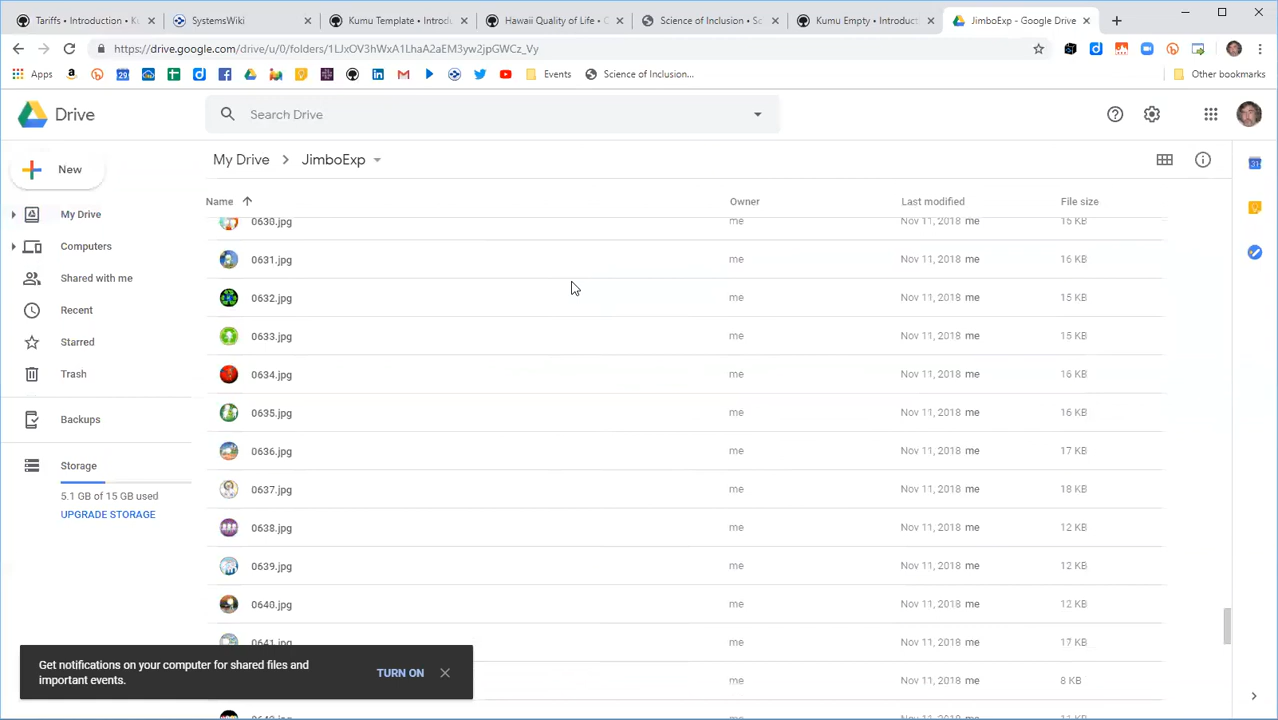 Tariffs • Introduction • Ku
SystemsWiki
Kumu Template • Introdu
Hawaii Quality of Life • C
Science of Inclusion • Sc
Kumu Empty • Introduct
JimboExp - Google Drive
https://drive.google.com/drive/u/0/folders/1LJxOV3hWxA1LhaA2aEM3yw2jpGWCz_Vy
Apps
Events
Science of Inclusion...
Other bookmarks
Drive
Search Drive
New
My Drive
Computers
Shared with me
Recent
Starred
Trash
Backups
Storage
5.1 GB of 15 GB used
UPGRADE STORAGE
My Drive > JimboExp
Name Owner Last modified File size
0630.jpg me Nov 11, 2018 me 15 KB
0631.jpg me Nov 11, 2018 me 16 KB
0632.jpg me Nov 11, 2018 me 15 KB
0633.jpg me Nov 11, 2018 me 15 KB
0634.jpg me Nov 11, 2018 me 16 KB
0635.jpg me Nov 11, 2018 me 16 KB
0636.jpg me Nov 11, 2018 me 17 KB
0637.jpg me Nov 11, 2018 me 18 KB
0638.jpg me Nov 11, 2018 me 12 KB
0639.jpg me Nov 11, 2018 me 12 KB
0640.jpg me Nov 11, 2018 me 12 KB
0641.jpg me Nov 11, 2018 me 17 KB
me Nov 11, 2018 me 8 KB
Get notifications on your computer for shared files and
important events.
TURN ON